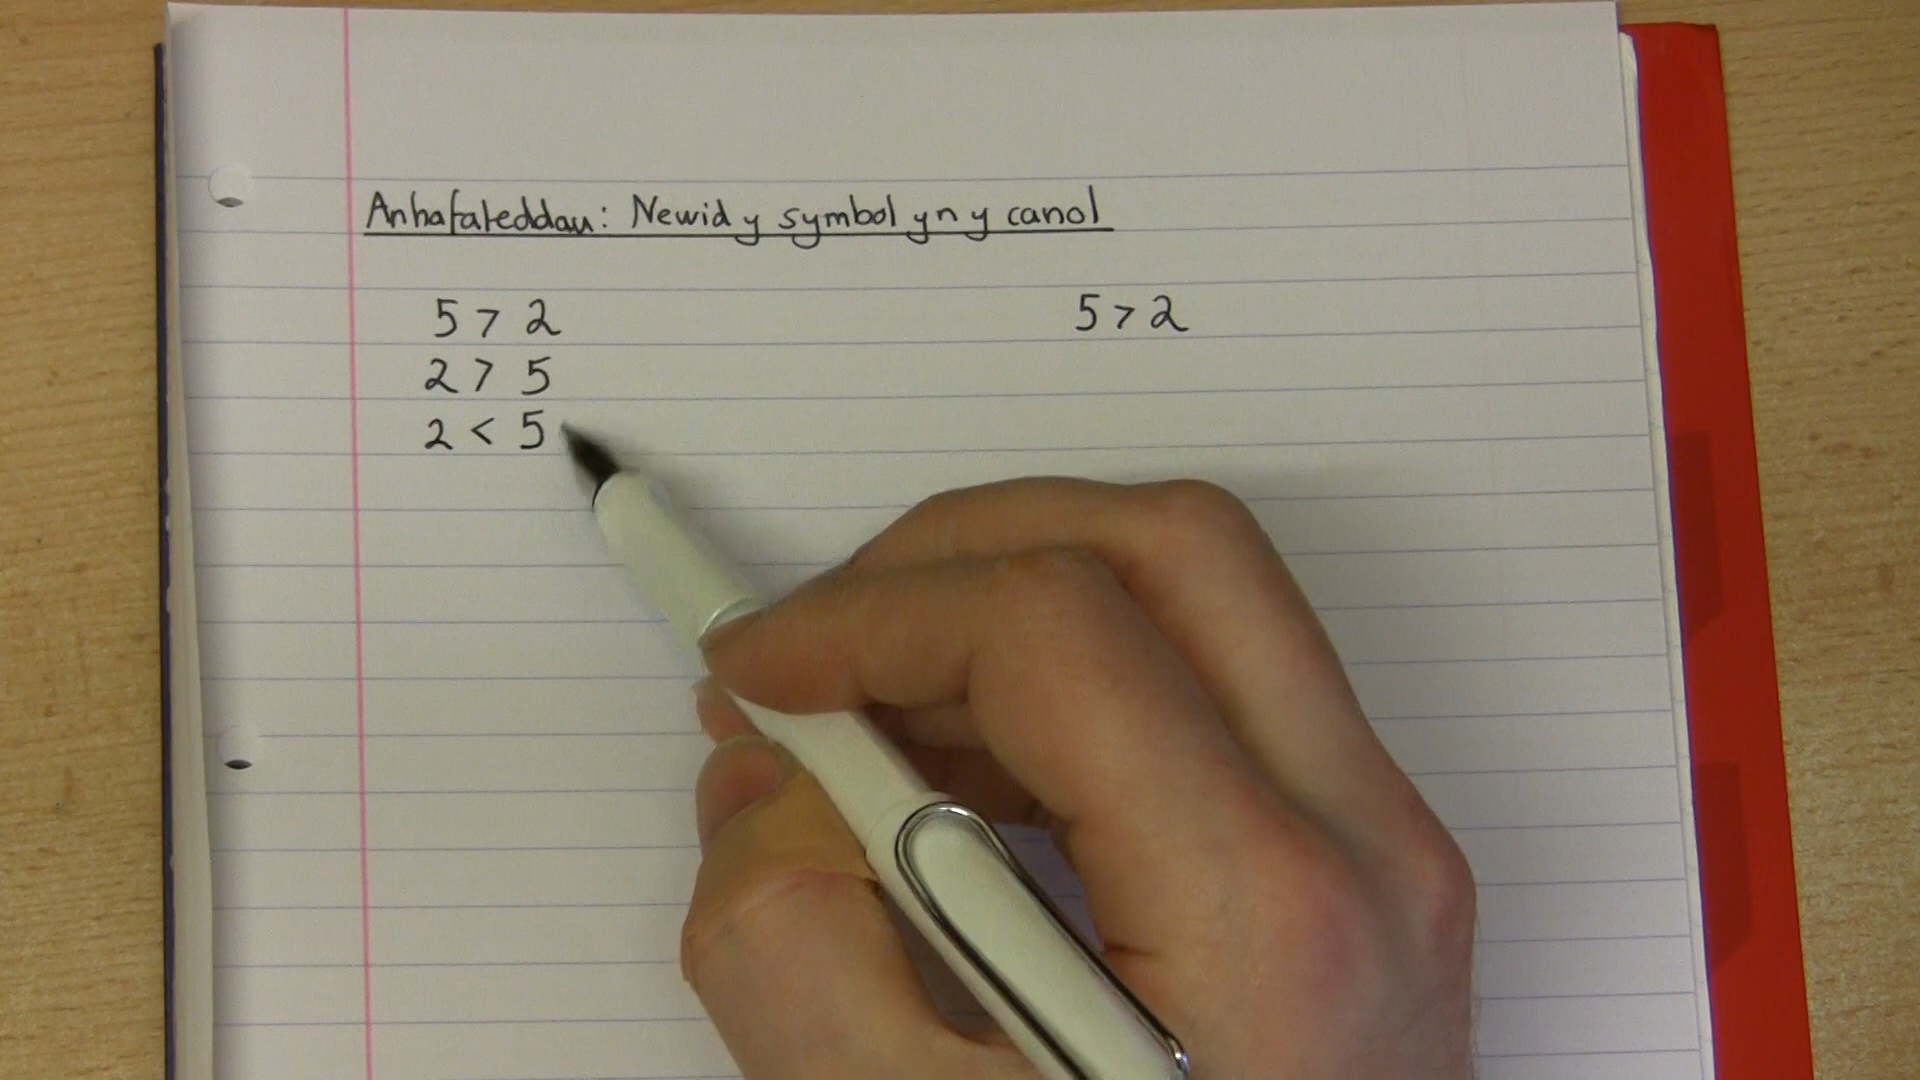 Anhafaleddau: Newid y symbol yn y canol
5 > 2
2 > 5
2 < 5
5 > 2